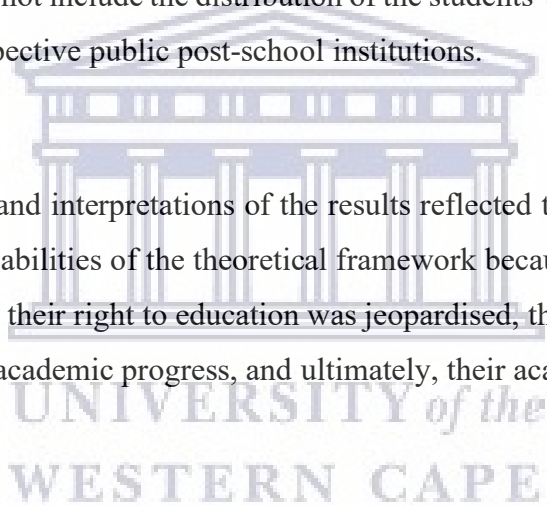 not include the distribution of the students'
pective public post-school institutions.
and interpretations of the results reflected t
abilities of the theoretical framework becau
their right to education was jeopardised, th
academic progress, and ultimately, their aca
UNIVERSITY of the
WESTERN CAPE